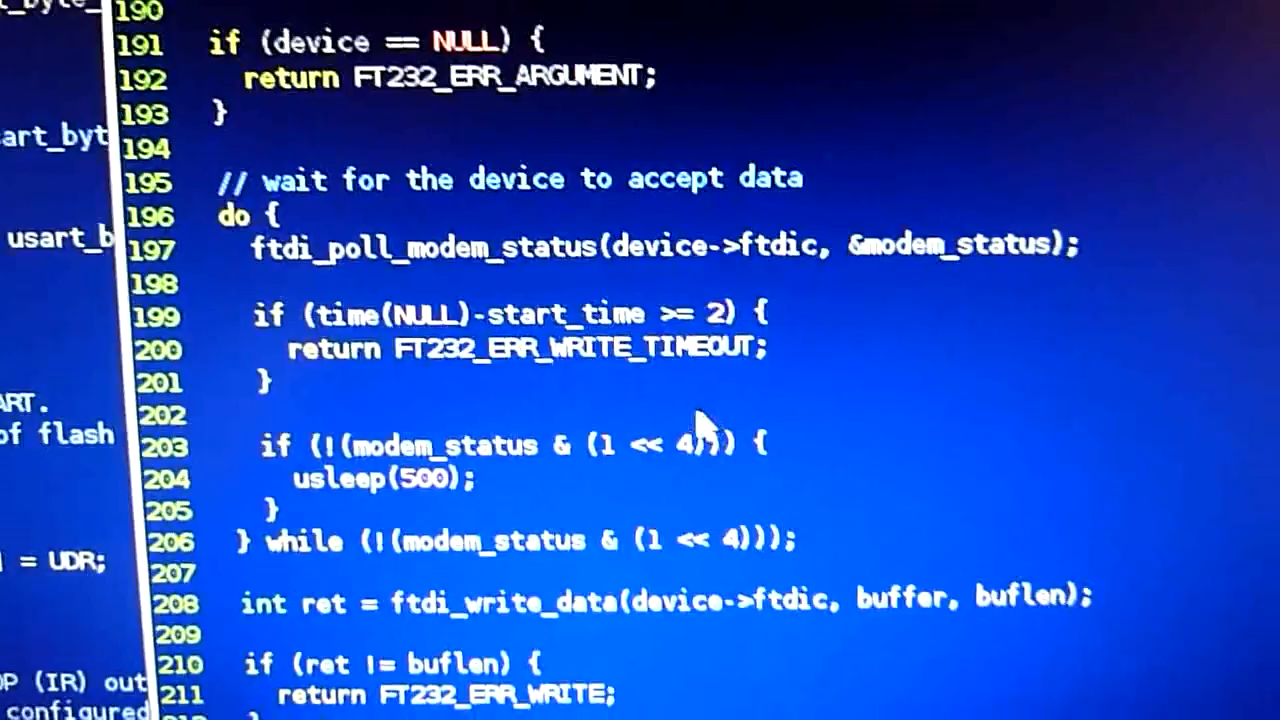 190
191 if (device == NULL) {
192 return FT232_ERR_ARGUMENT;
193 }
194
195 // wait for the device to accept data
196 do {
197 ftdi_poll_modem_status(device->ftdic, &modem_status);
198
199 if (time(NULL)-start_time >= 2) {
200 return FT232_ERR_WRITE_TIMEOUT;
201 }
202
203 if (!(modem_status & (1 << 4))) {
204 usleep(500);
205 }
206 } while (!(modem_status & (1 << 4)));
207
208 int ret = ftdi_write_data(device->ftdic, buffer, buflen);
209
210 if (ret != buflen) {
211 return FT232_ERR_WRITE;
art_byt
usart_b
ART.
of flash
= UDR;
OP (IR) out
configured